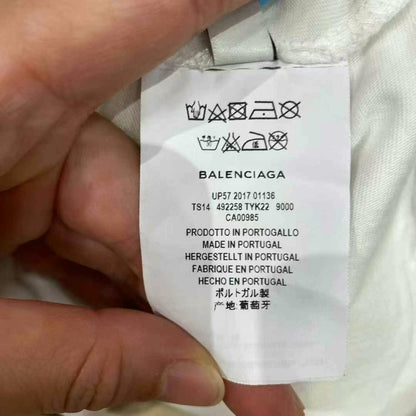 BALENCIAGA
UP57 2017 01136
TS14 492258 TYK22 9000
CA00985
PRODOTTO IN PORTOGALLO
MADE IN PORTUGAL
HERGESTELLT IN PORTUGAL
FABRIQUE EN PORTUGAL
HECHO EN PORTUGAL
ポルトガル製
产地:葡萄牙